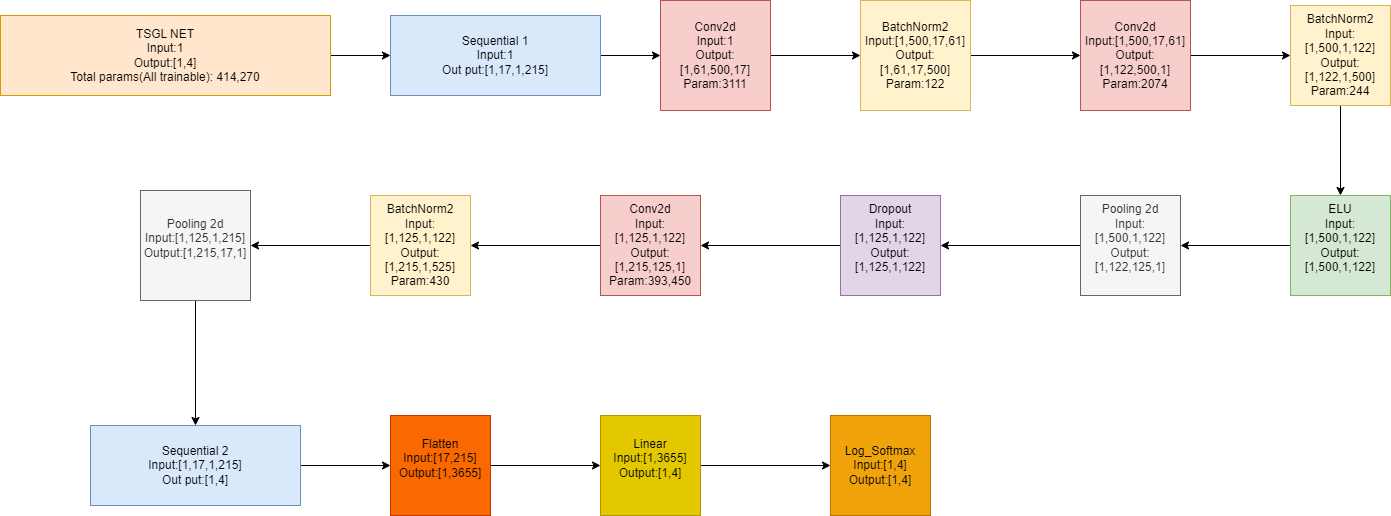 TSGL NET
Input:1
Output:[1,4]
Total params(All trainable): 414,270
Sequential 1
Input:1
Out put:[1,17,1,215]
Conv2d
Input:1
Output:
[1,61,500,17]
Param:3111
BatchNorm2
Input:[1,500,17,61]
Output:
[1,61,17,500]
Param:122
Conv2d
Input:[1,500,17,61]
Output:
[1,122,500,1]
Param:2074
BatchNorm2
Input:
[1,500,1,122]
Output:
[1,122,1,500]
Param:244
ELU
Input:
[1,500,1,122]
Output:
[1,500,1,122]
Pooling 2d
Input:
[1,500,1,122]
Output:
[1,122,125,1]
Dropout
Input:
[1,125,1,122]
Output:
[1,125,1,122]
Conv2d
Input:
[1,125,1,122]
Output:
[1,215,125,1]
Param:393,450
BatchNorm2
Input:
[1,125,1,122]
Output:
[1,215,1,525]
Param:430
Pooling 2d
Input:[1,125,1,215]
Output:[1,215,17,1]
Sequential 2
Input:[1,17,1,215]
Out put:[1,4]
Flatten
Input:[17,215]
Output:[1,3655]
Linear
Input:[1,3655]
Output:[1,4]
Log_Softmax
Input:[1,4]
Output:[1,4]